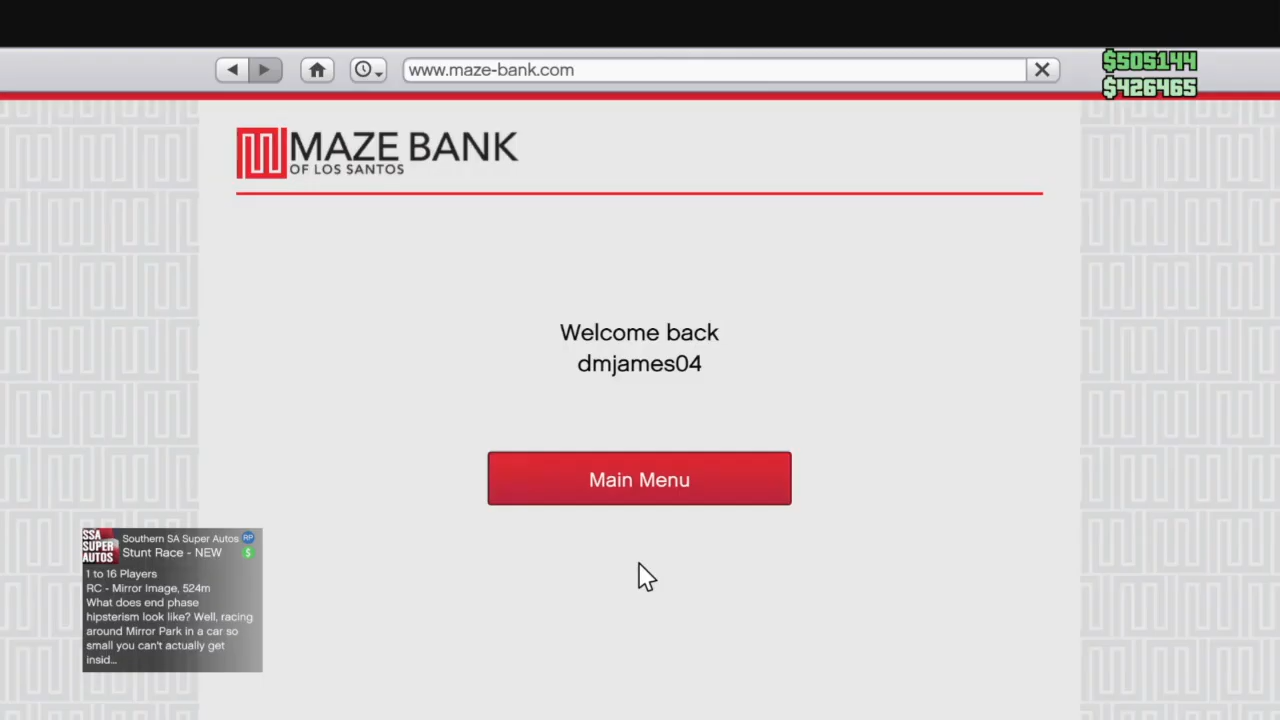 www.maze-bank.com
$505144
$426465
MAZE BANK
OF LOS SANTOS
Welcome back
dmjames04
Main Menu
SSA
SUPER
AUTOS
Southern SA Super Autos RP
Stunt Race - NEW $
1 to 16 Players
RC - Mirror Image, 524m
What does end phase
hipsterism look like? Well, racing
around Mirror Park in a car so
small you can't actually get
insid...